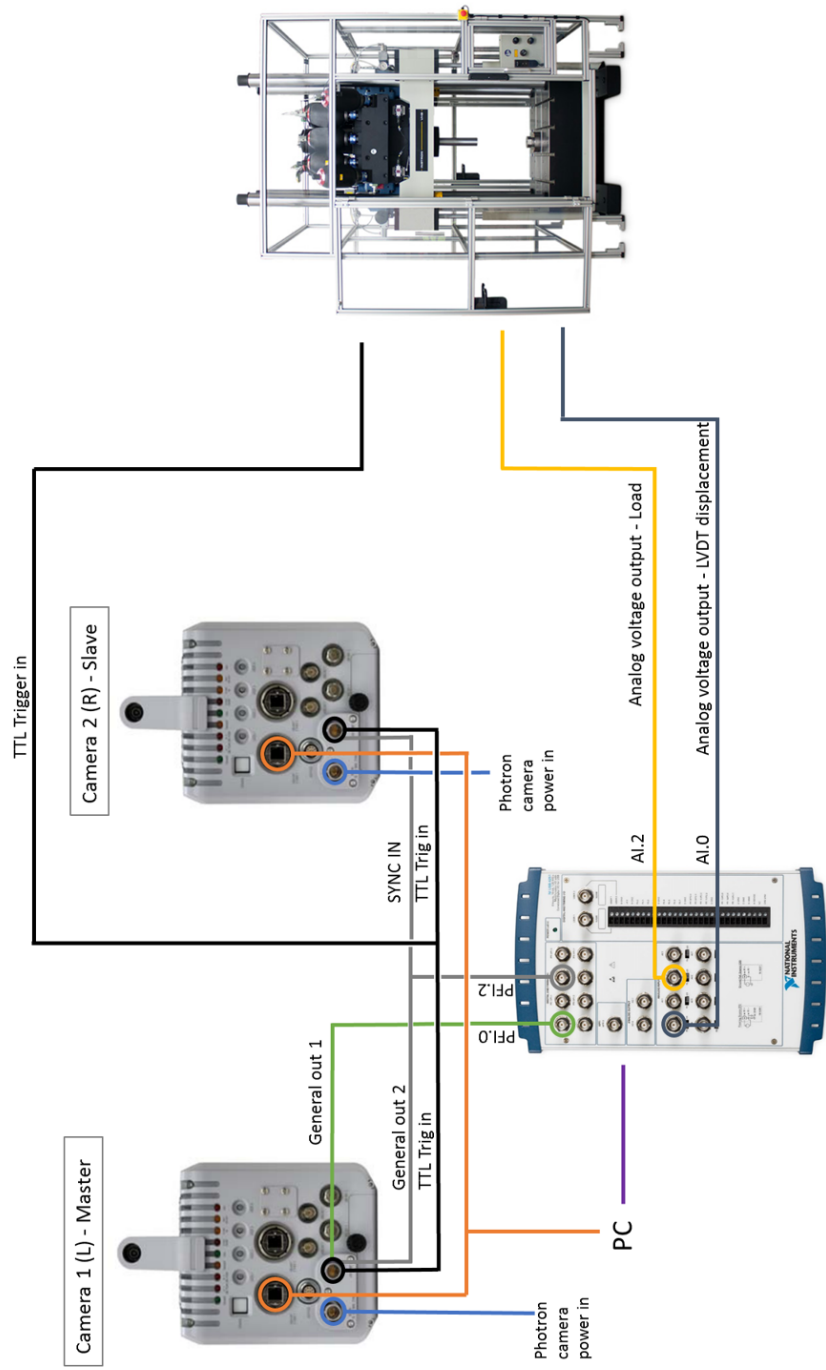 Camera 1 (L) - Master
Camera 2 (R) - Slave
TTL Trigger in
General out 1
General out 2
TTL Trig in
SYNC IN
TTL Trig in
Photron
camera
power in
Photron
camera
power in
PFI.0
PFI.2
AI.2
AI.0
Analog voltage output - Load
Analog voltage output - LVDT displacement
PC
NATIONAL
INSTRUMENTS